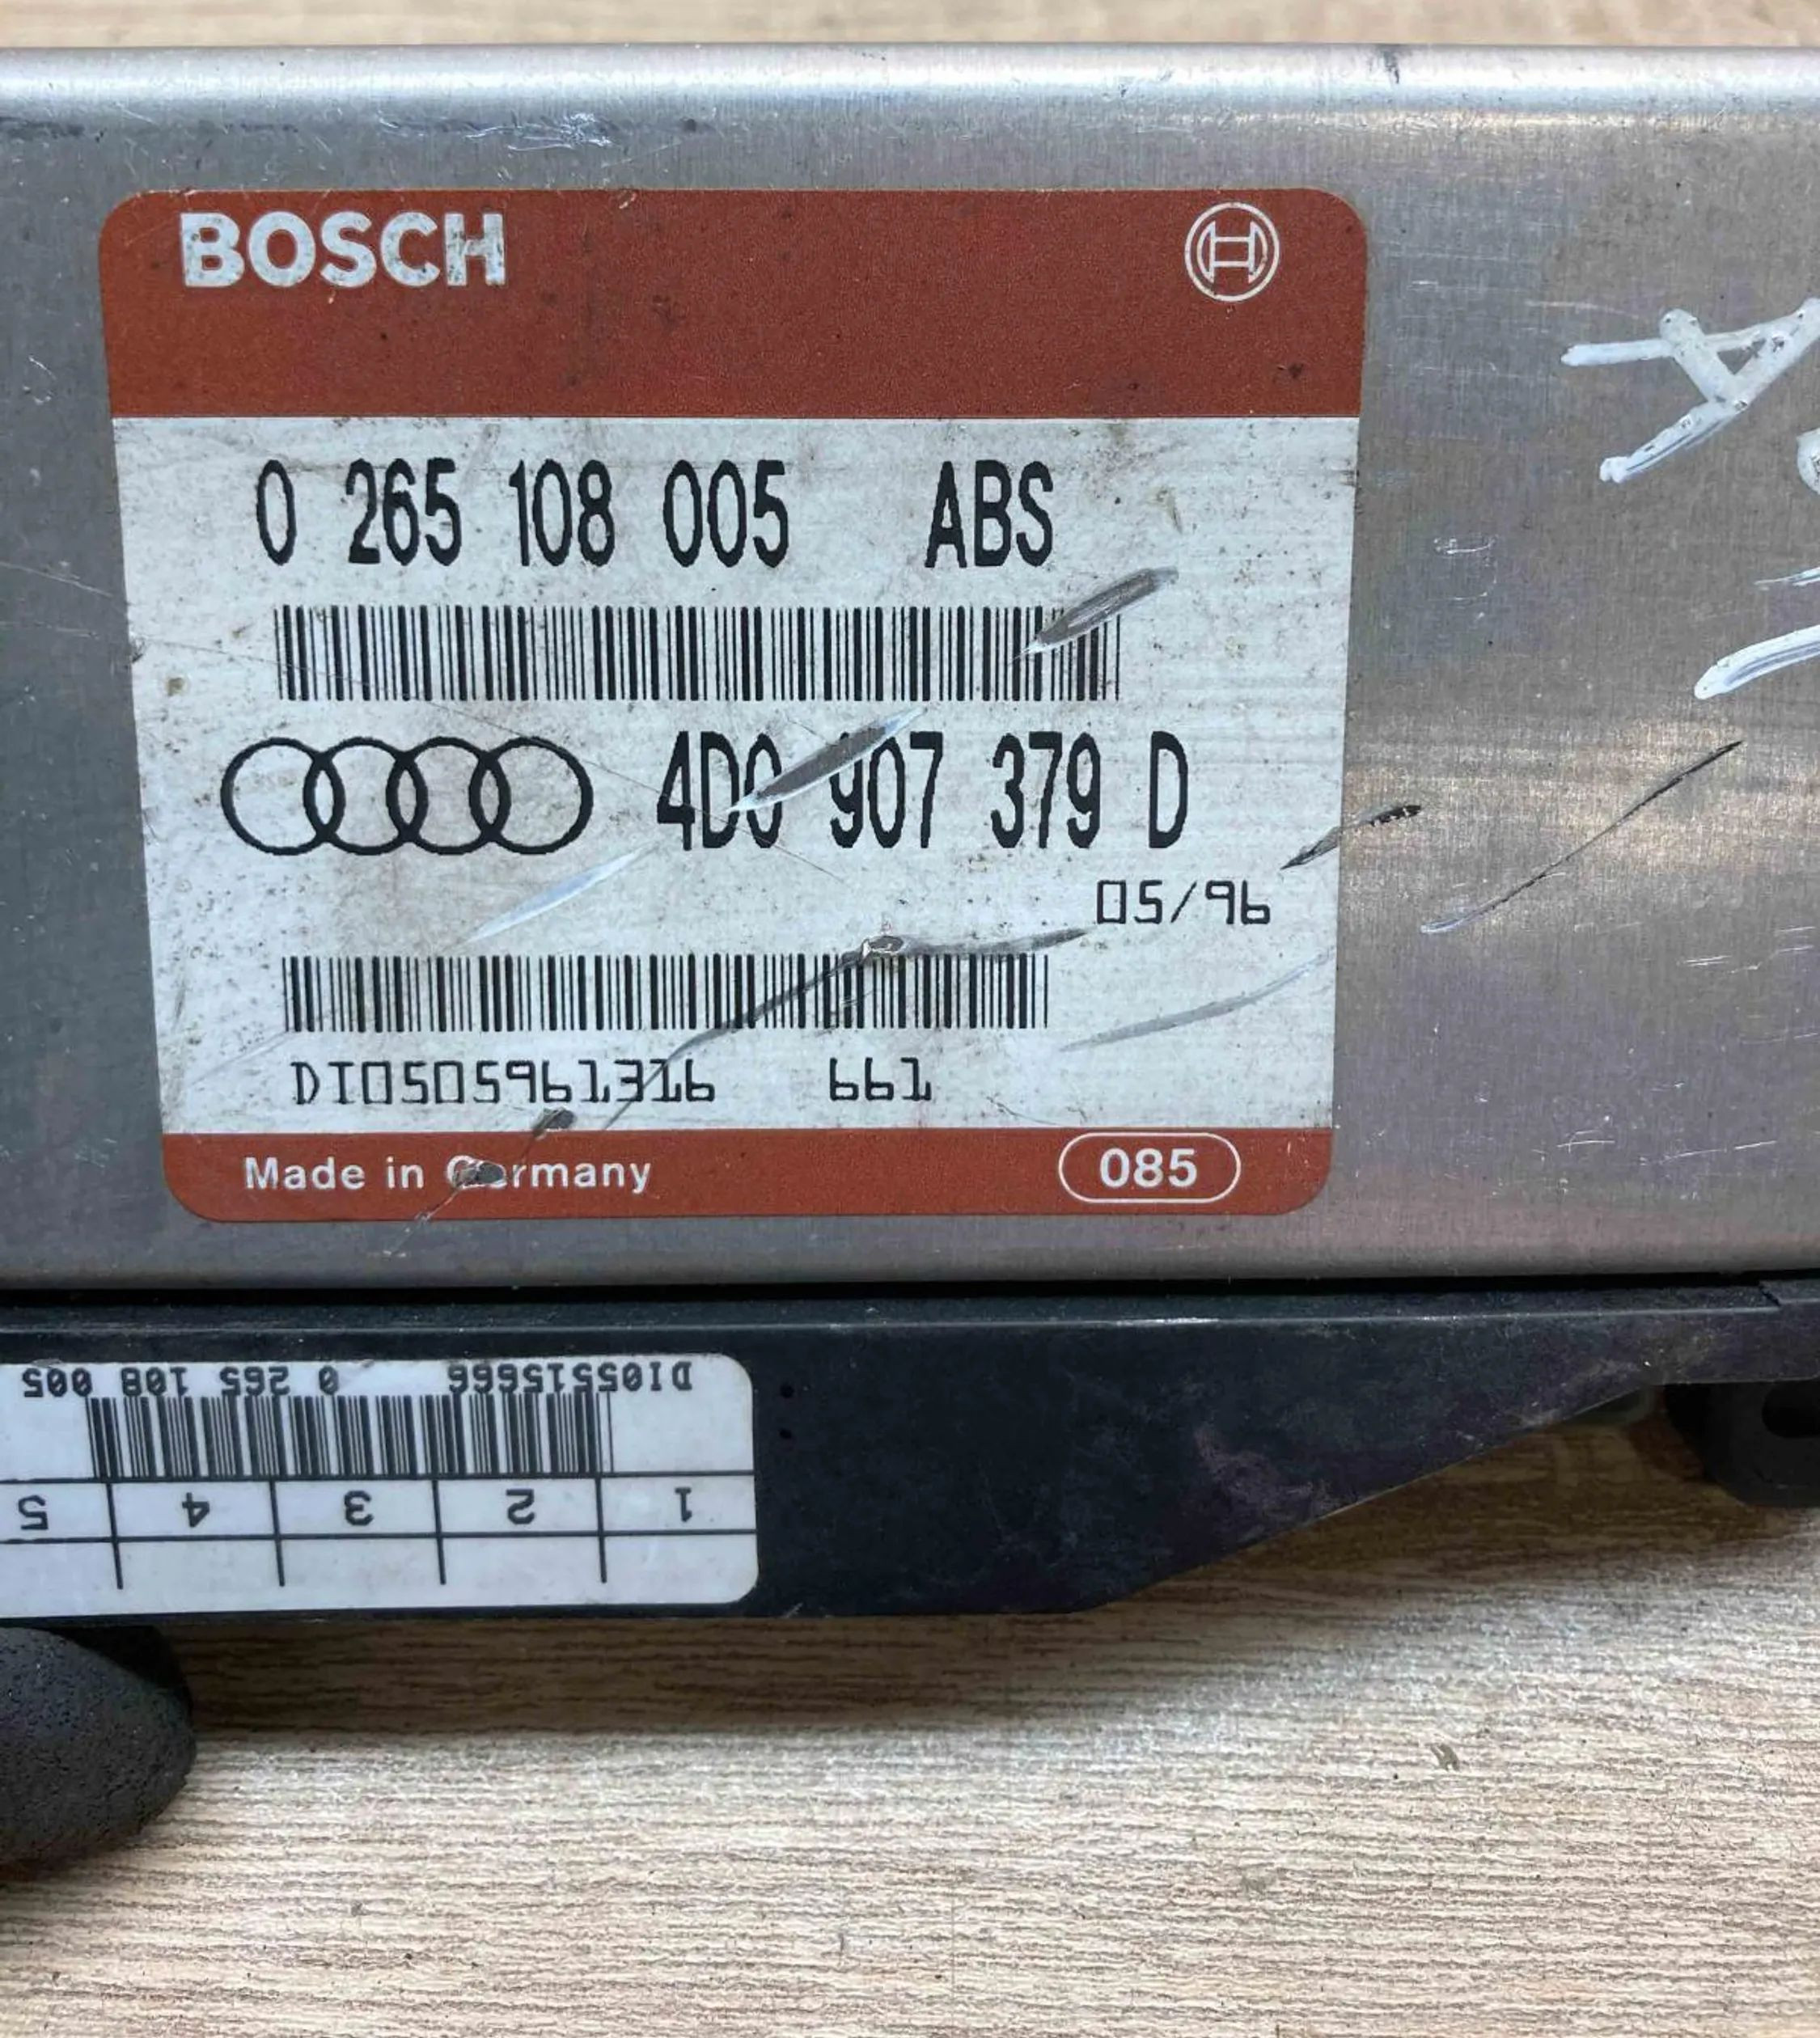 BOSCH
0 265 108 005 ABS
4D0 907 379 D
05/96
DI0505961316 661
Made in Germany 085
DI05515666 0 265 108 005
1 2 3 4 5